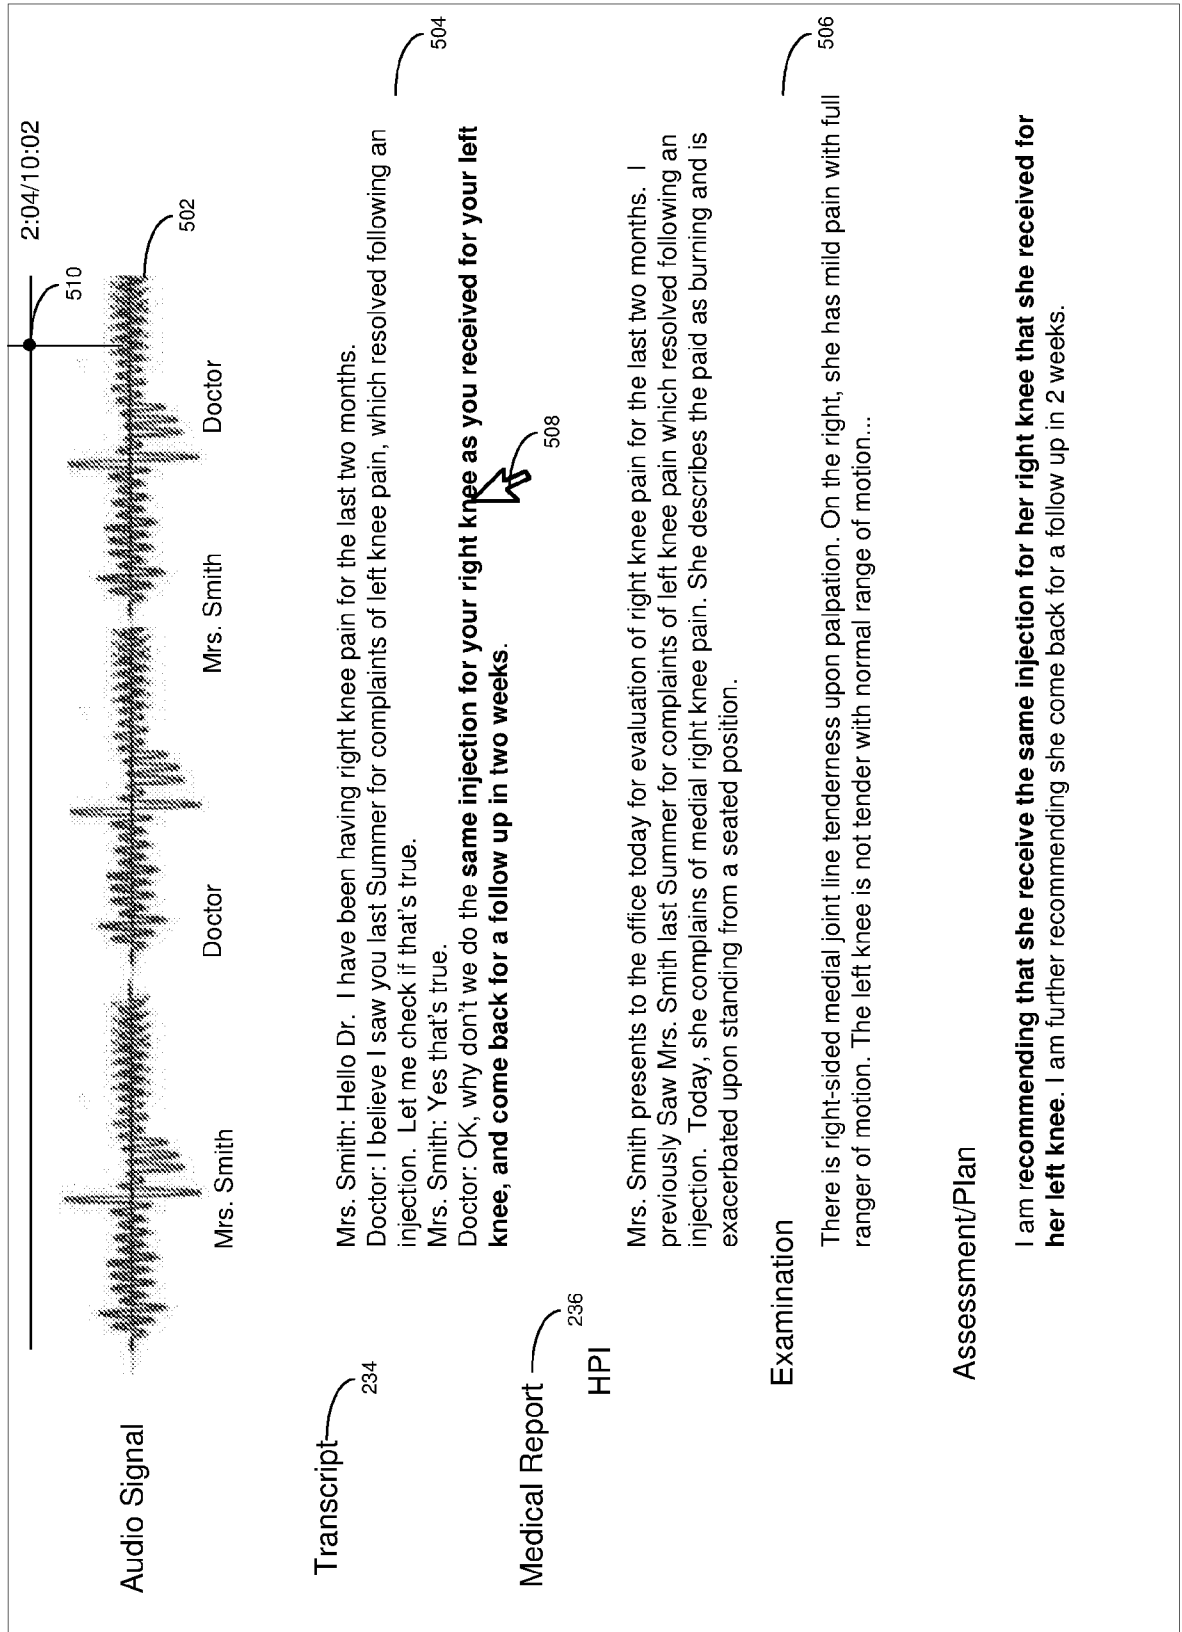 2:04/10:02
510
Audio Signal
502
Mrs. Smith
Doctor
Mrs. Smith
Doctor
Transcript
234
504
Mrs. Smith: Hello Dr.  I have been having right knee pain for the last two months.
Doctor: I believe I saw you last Summer for complaints of left knee pain, which resolved following an
injection.  Let me check if that's true.
Mrs. Smith: Yes that's true.
Doctor: OK, why don't we do the same injection for your right knee as you received for your left
knee, and come back for a follow up in two weeks.
508
Medical Report
236
HPI
Mrs. Smith presents to the office today for evaluation of right knee pain for the last two months.  I
previously Saw Mrs. Smith last Summer for complaints of left knee pain which resolved following an
injection.  Today, she complains of medial right knee pain. She describes the paid as burning and is
exacerbated upon standing from a seated position.
Examination
506
There is right-sided medial joint line tenderness upon palpation. On the right, she has mild pain with full
ranger of motion. The left knee is not tender with normal range of motion...
Assessment/Plan
I am recommending that she receive the same injection for her right knee that she received for
her left knee. I am further recommending she come back for a follow up in 2 weeks.